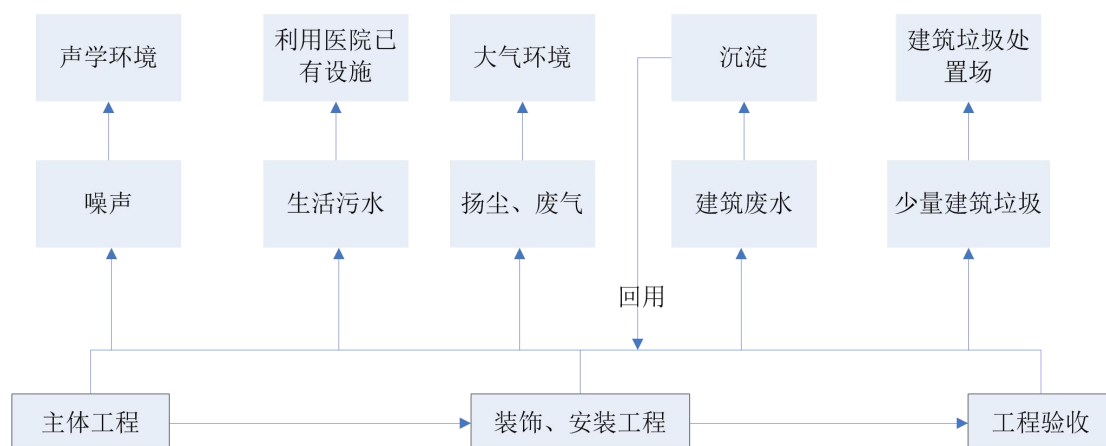 声学环境
利用医院已
有设施
大气环境
沉淀
建筑垃圾处
置场
噪声
生活污水
扬尘、废气
建筑废水
少量建筑垃圾
回用
主体工程
装饰、安装工程
工程验收